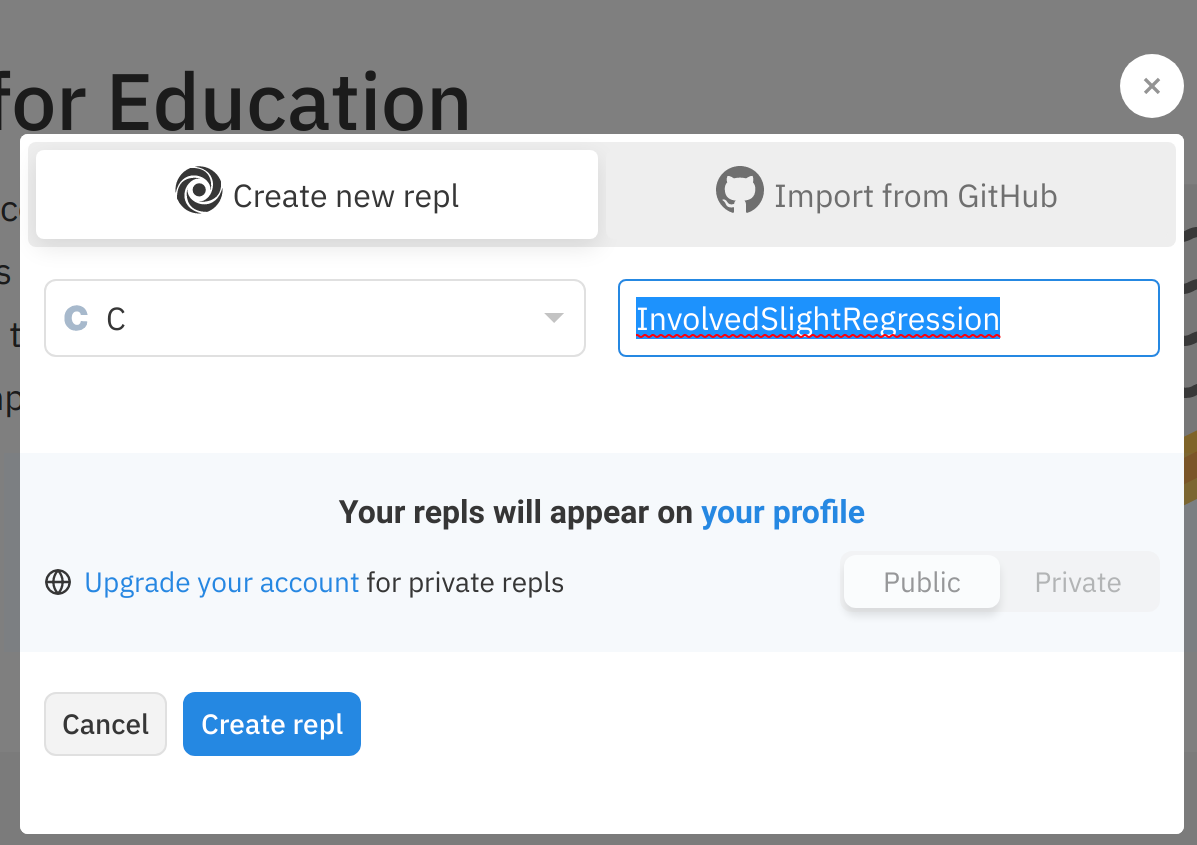 for Education
Create new repl
Import from GitHub
C C
InvolvedSlightRegression
Your repls will appear on your profile
Upgrade your account for private repls
Public
Private
Cancel
Create repl